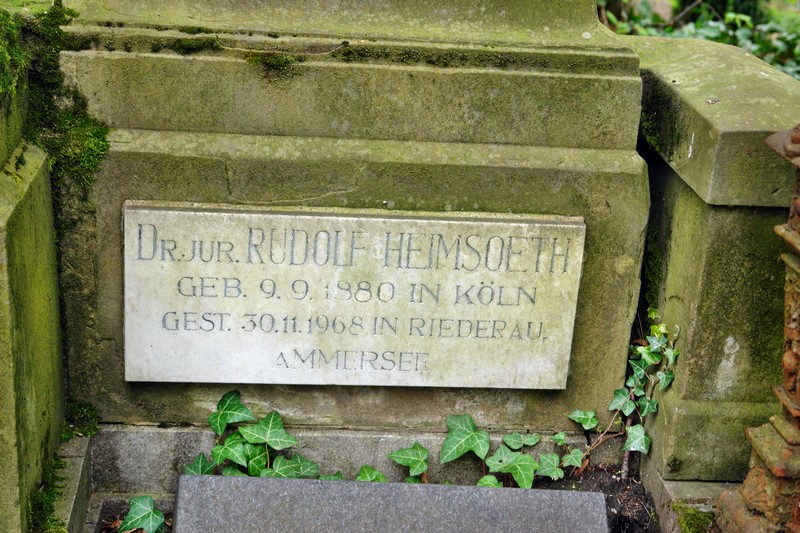 DR. JUR. RUDOLF HEIMSOETH
GEB. 9. 9. 1880 IN KÖLN
GEST. 30.11.1968 IN RIEDERAU,
AMMERSEE